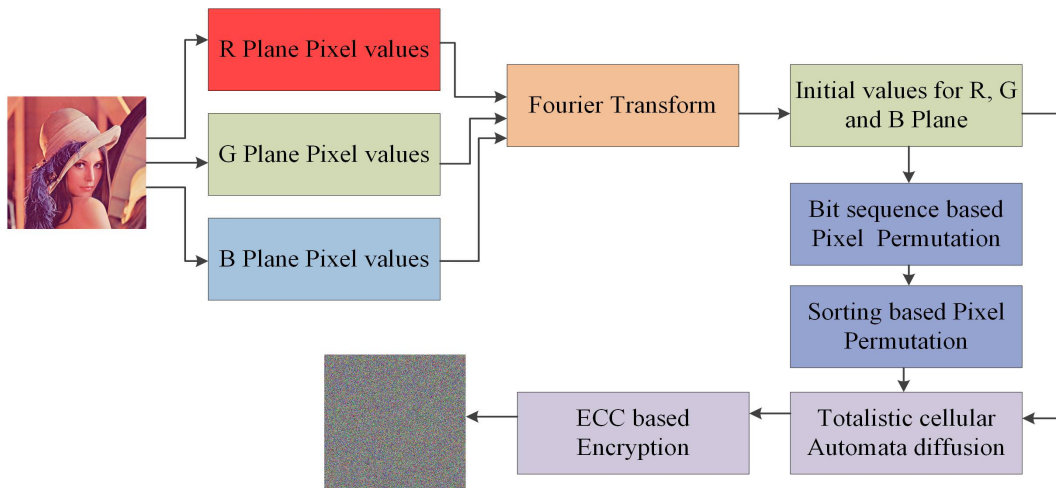 R Plane Pixel values
G Plane Pixel values
B Plane Pixel values
Fourier Transform
Initial values for R, G
and B Plane
Bit sequence based
Pixel Permutation
Sorting based Pixel
Permutation
Totalistic cellular
Automata diffusion
ECC based
Encryption